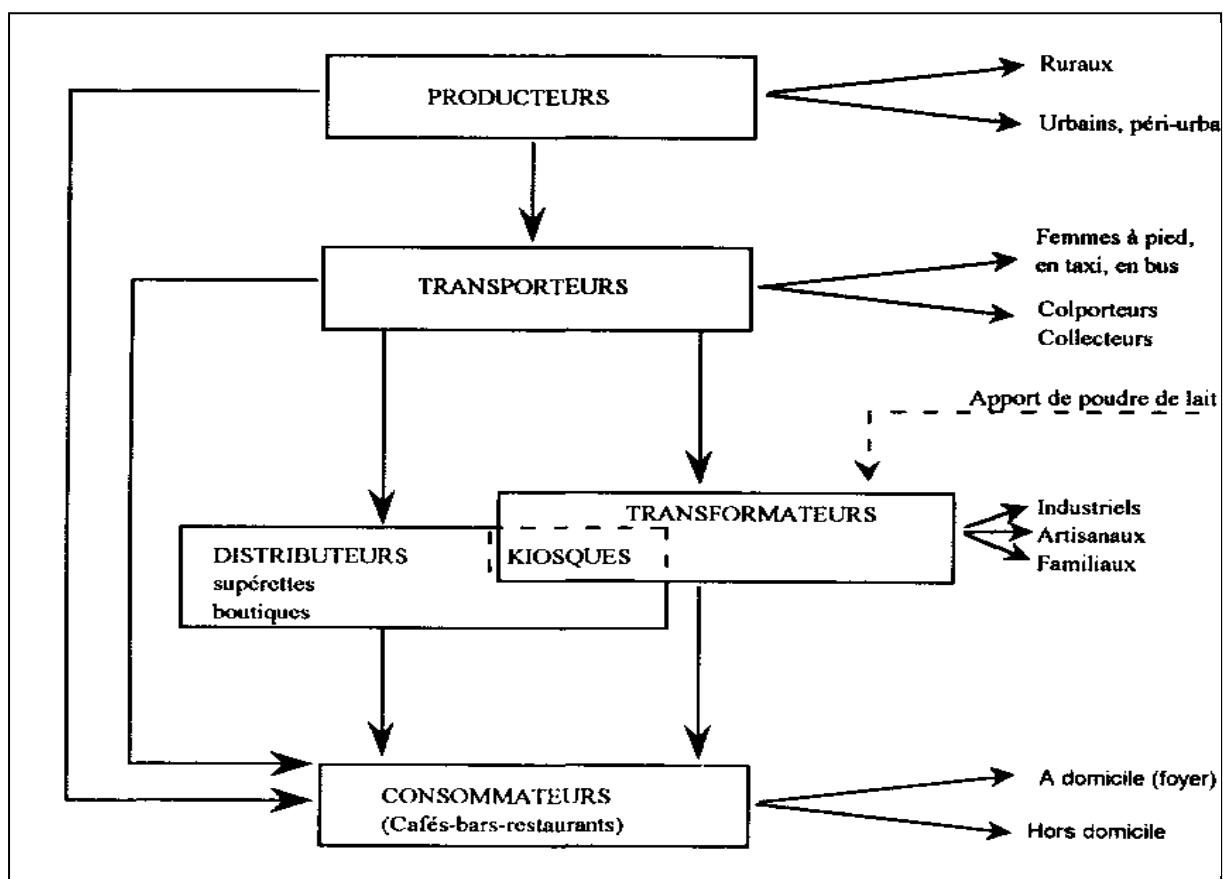 PRODUCTEURS
Ruraux
Urbains, péri-urba
TRANSPORTEURS
Femmes à pied,
en taxi, en bus
Colporteurs
Collecteurs
Apport de poudre de lait
TRANSFORMATEURS
Industriels
Artisanaux
Familiaux
DISTRIBUTEURS
supérettes
boutiques
KIOSQUES
CONSOMMATEURS
(Cafés-bars-restaurants)
A domicile (foyer)
Hors domicile